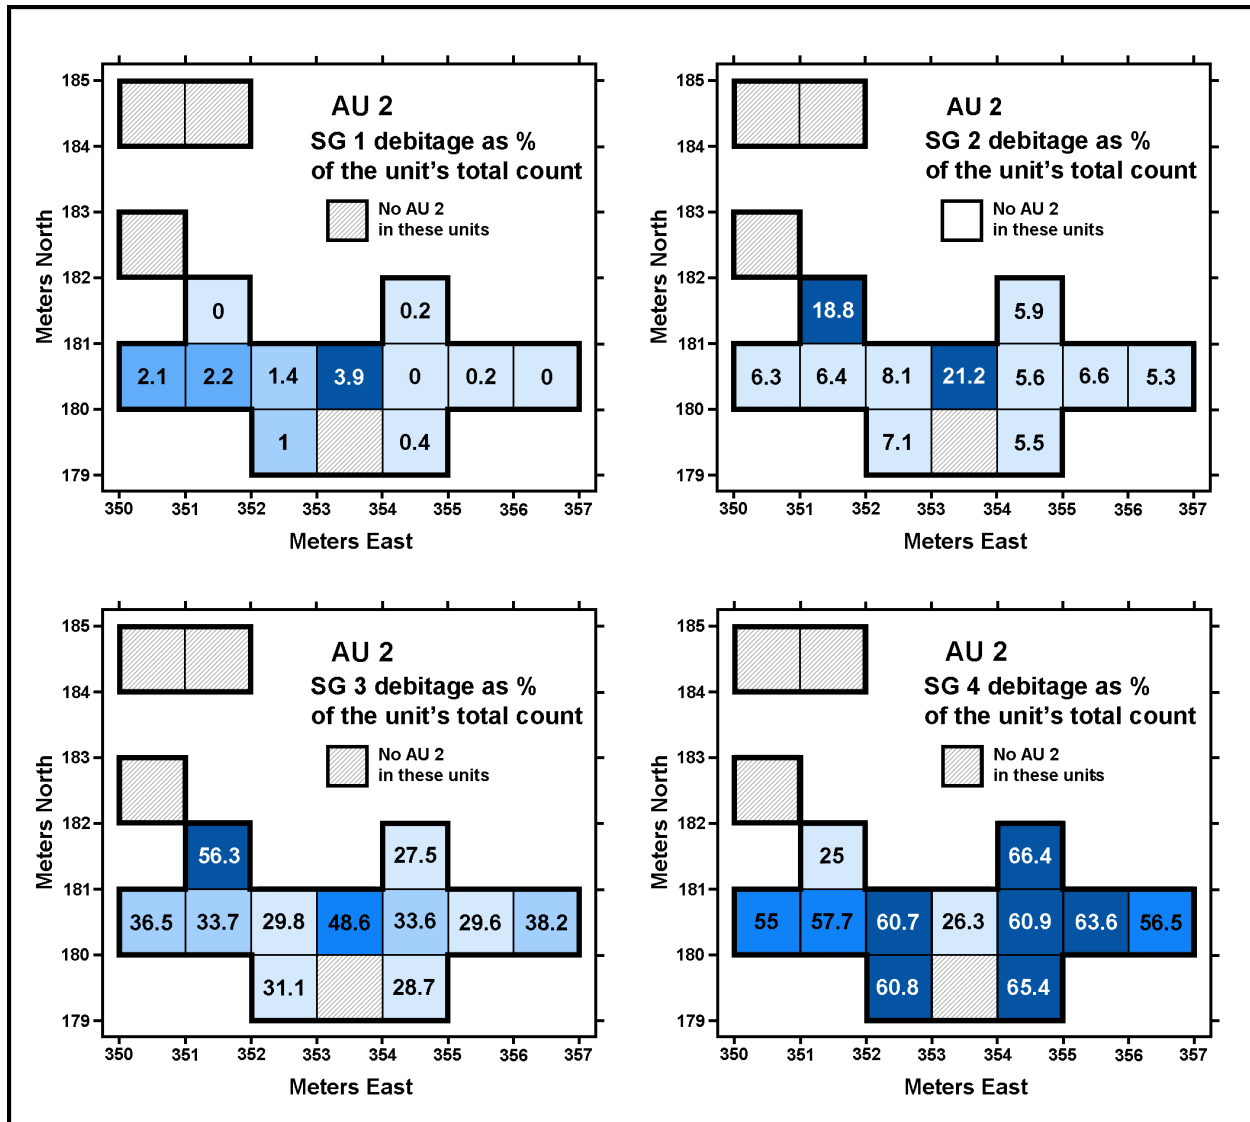 AU 2
SG 1 debitage as %
of the unit's total count
No AU 2
in these units
Meters North
185
184
183
182
181
180
179
0
0.2
2.1 2.2 1.4 3.9 0 0.2 0
1 0.4
350 351 352 353 354 355 356 357
Meters East
AU 2
SG 2 debitage as %
of the unit's total count
No AU 2
in these units
Meters North
185
184
183
182
181
180
179
18.8 5.9
6.3 6.4 8.1 21.2 5.6 6.6 5.3
7.1 5.5
350 351 352 353 354 355 356 357
Meters East
AU 2
SG 3 debitage as %
of the unit's total count
No AU 2
in these units
Meters North
185
184
183
182
181
180
179
56.3 27.5
36.5 33.7 29.8 48.6 33.6 29.6 38.2
31.1 28.7
350 351 352 353 354 355 356 357
Meters East
AU 2
SG 4 debitage as %
of the unit's total count
No AU 2
in these units
Meters North
185
184
183
182
181
180
179
25 66.4
55 57.7 60.7 26.3 60.9 63.6 56.5
60.8 65.4
350 351 352 353 354 355 356 357
Meters East